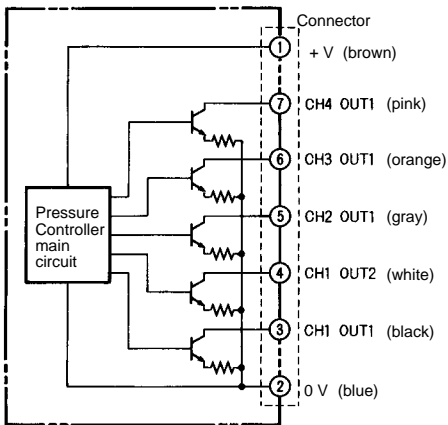 Connector
1 + V (brown)
7 CH4 OUT1 (pink)
6 CH3 OUT1 (orange)
5 CH2 OUT1 (gray)
4 CH1 OUT2 (white)
3 CH1 OUT1 (black)
2 0 V (blue)
Pressure
Controller
main
circuit